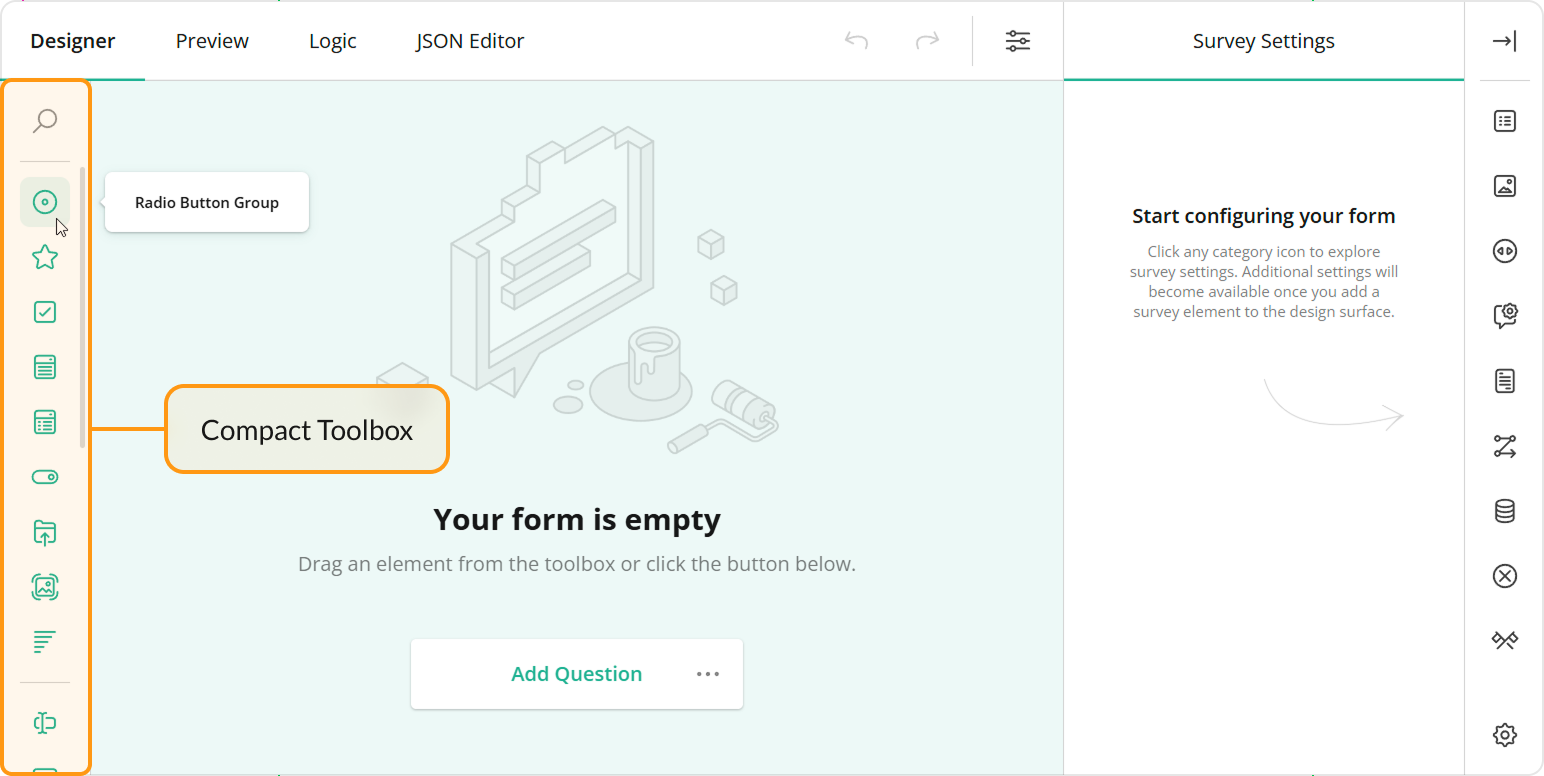 Designer
Preview
Logic
JSON Editor
Survey Settings
Radio Button Group
Start configuring your form
Click any category icon to explore
survey settings. Additional settings will
become available once you add a
survey element to the design surface.
Compact Toolbox
Your form is empty
Drag an element from the toolbox or click the button below.
Add Question